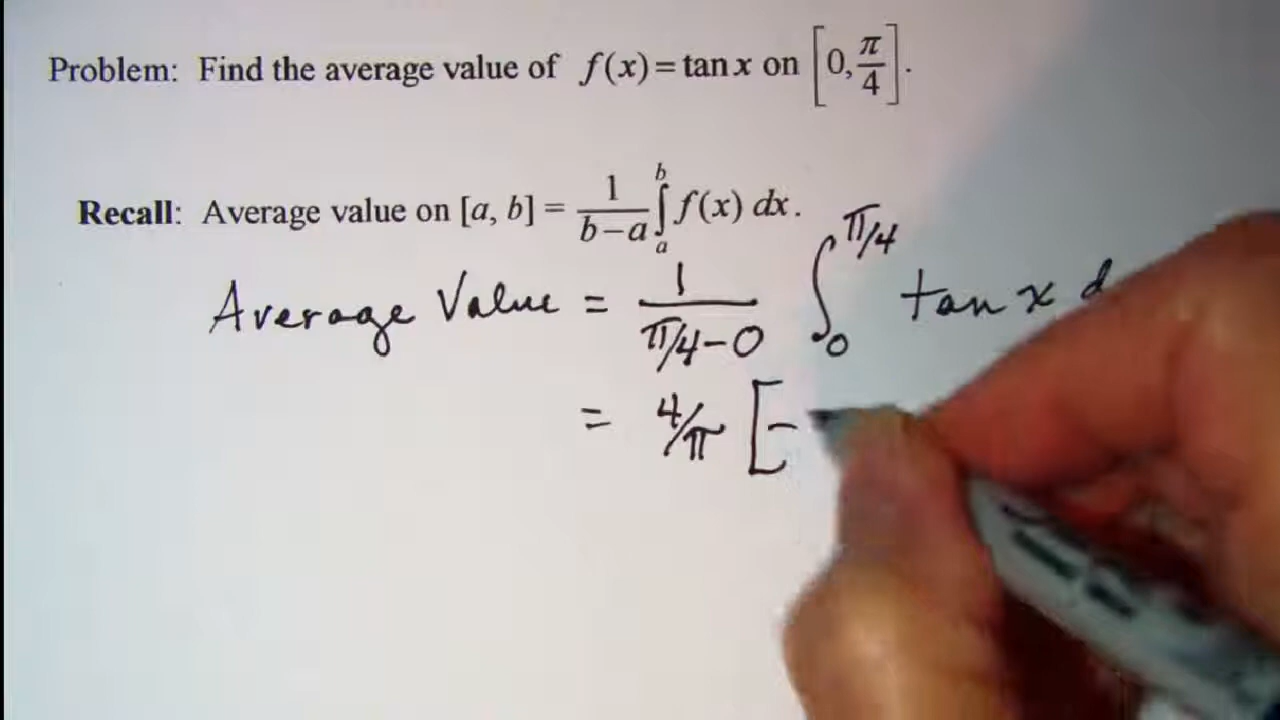 Problem: Find the average value of f(x) = tan x on [0, π/4].
Recall: Average value on [a, b] = 1/(b−a) ∫_a^b f(x) dx.
Average Value = 1/(π/4−0) ∫_0^{π/4} tan x d
= 4/π [−